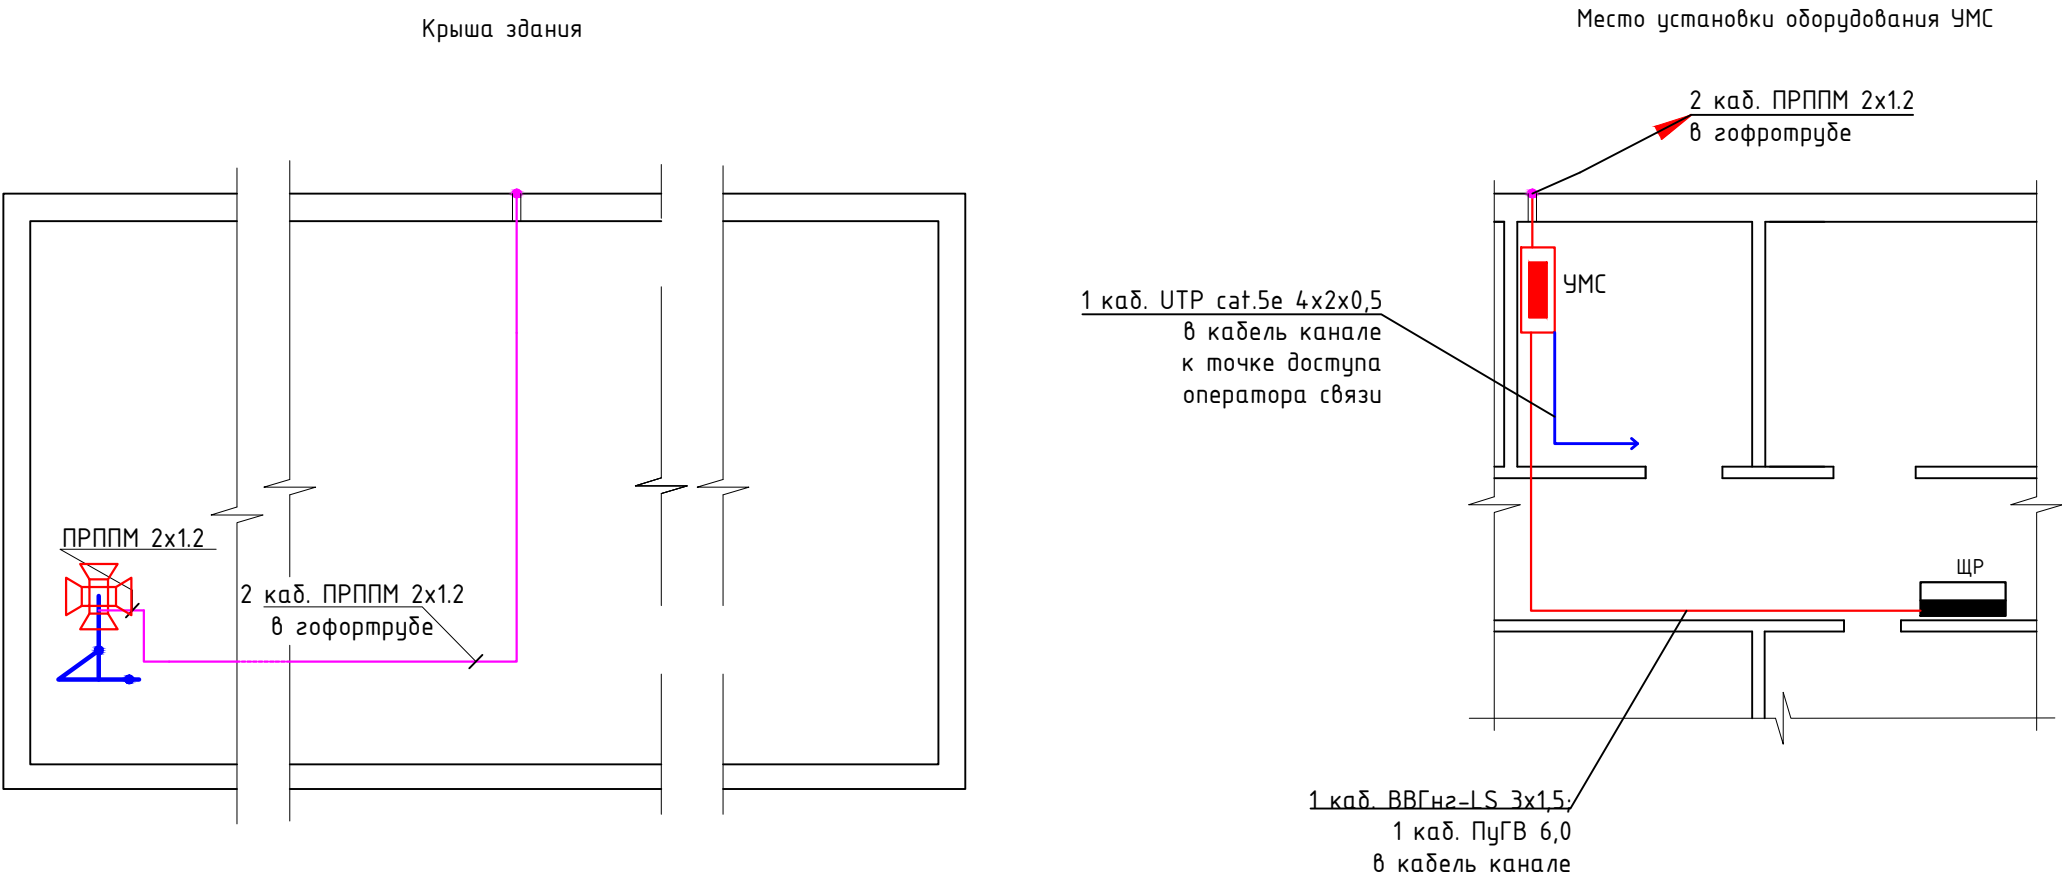 Крыша здания
ПРППМ 2х1.2
2 каб. ПРППМ 2х1.2
в гофортрубе
Место установки оборудования УМС
2 каб. ПРППМ 2х1.2
в гофротрубе
УМС
1 каб. UTP cat.5e 4х2х0,5
в кабель канале
к точке доступа
оператора связи
ЩР
1 каб. ВВГнг-LS 3х1,5;
1 каб. ПуГВ 6,0
в кабель канале